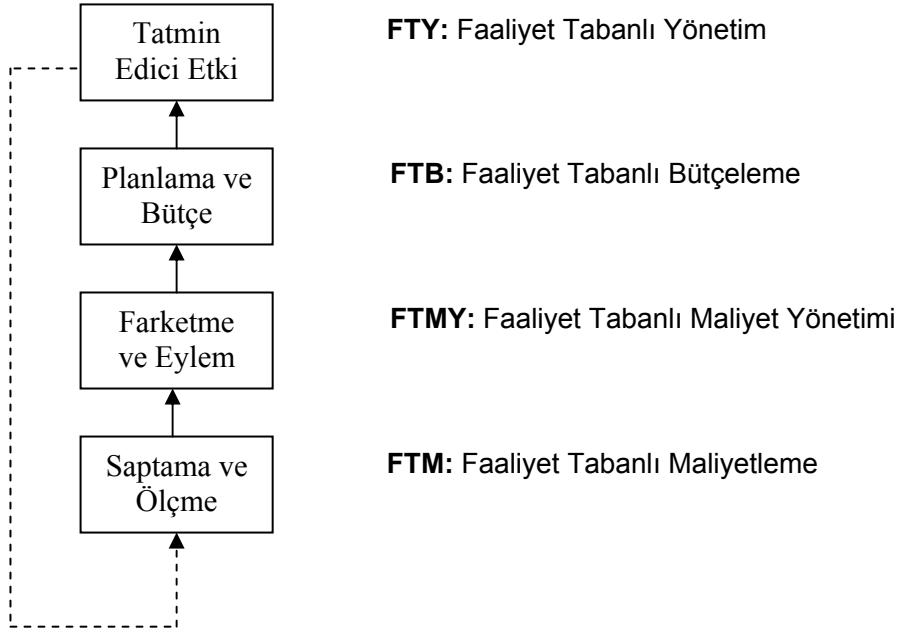 Tatmin
Edici Etki
FTY: Faaliyet Tabanlı Yönetim
Planlama ve
Bütçe
FTB: Faaliyet Tabanlı Bütçeleme
Farketme
ve Eylem
FTMY: Faaliyet Tabanlı Maliyet Yönetimi
Saptama ve
Ölçme
FTM: Faaliyet Tabanlı Maliyetleme